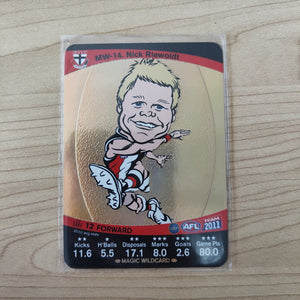 MW-14. Nick Riewoldt
12 FORWARD
AFL TEAM 2011
Kicks H'Balls Disposals Marks Goals Game Pts
11.6 5.5 17.1 8.0 2.6 80.0
MAGIC WILDCARD